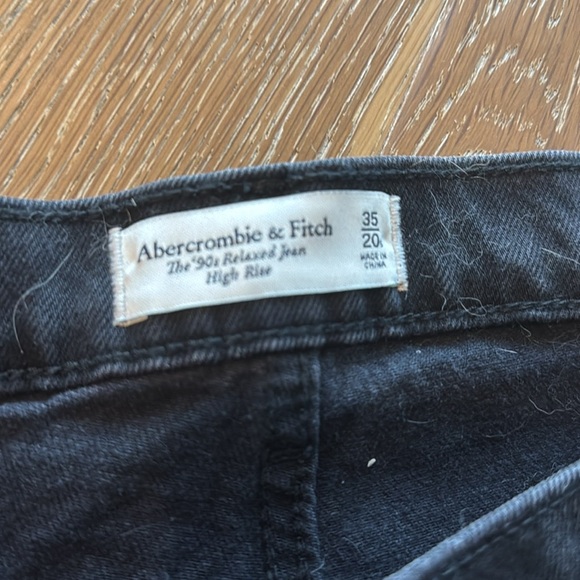 Abercrombie & Fitch
The '90s Relaxed Jean
High Rise
35
20
MADE IN
CHINA